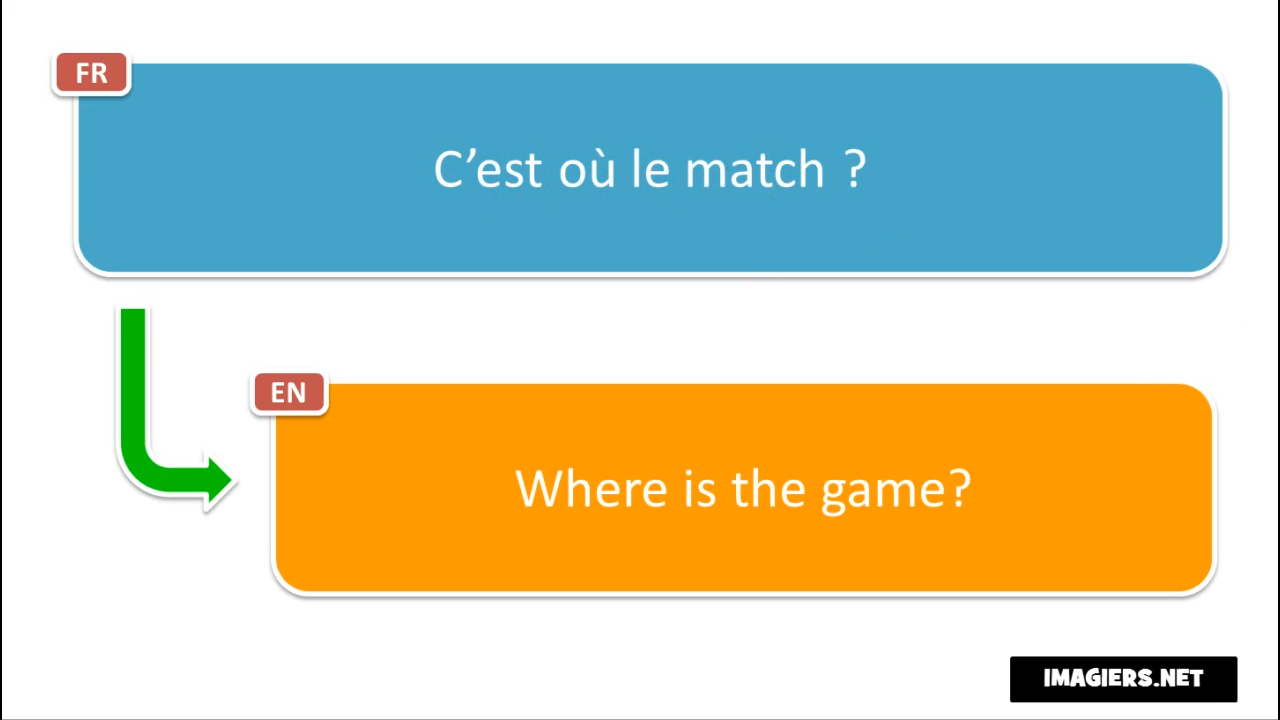 FR
C’est où le match ?
EN
Where is the game?
IMAGIERS.NET